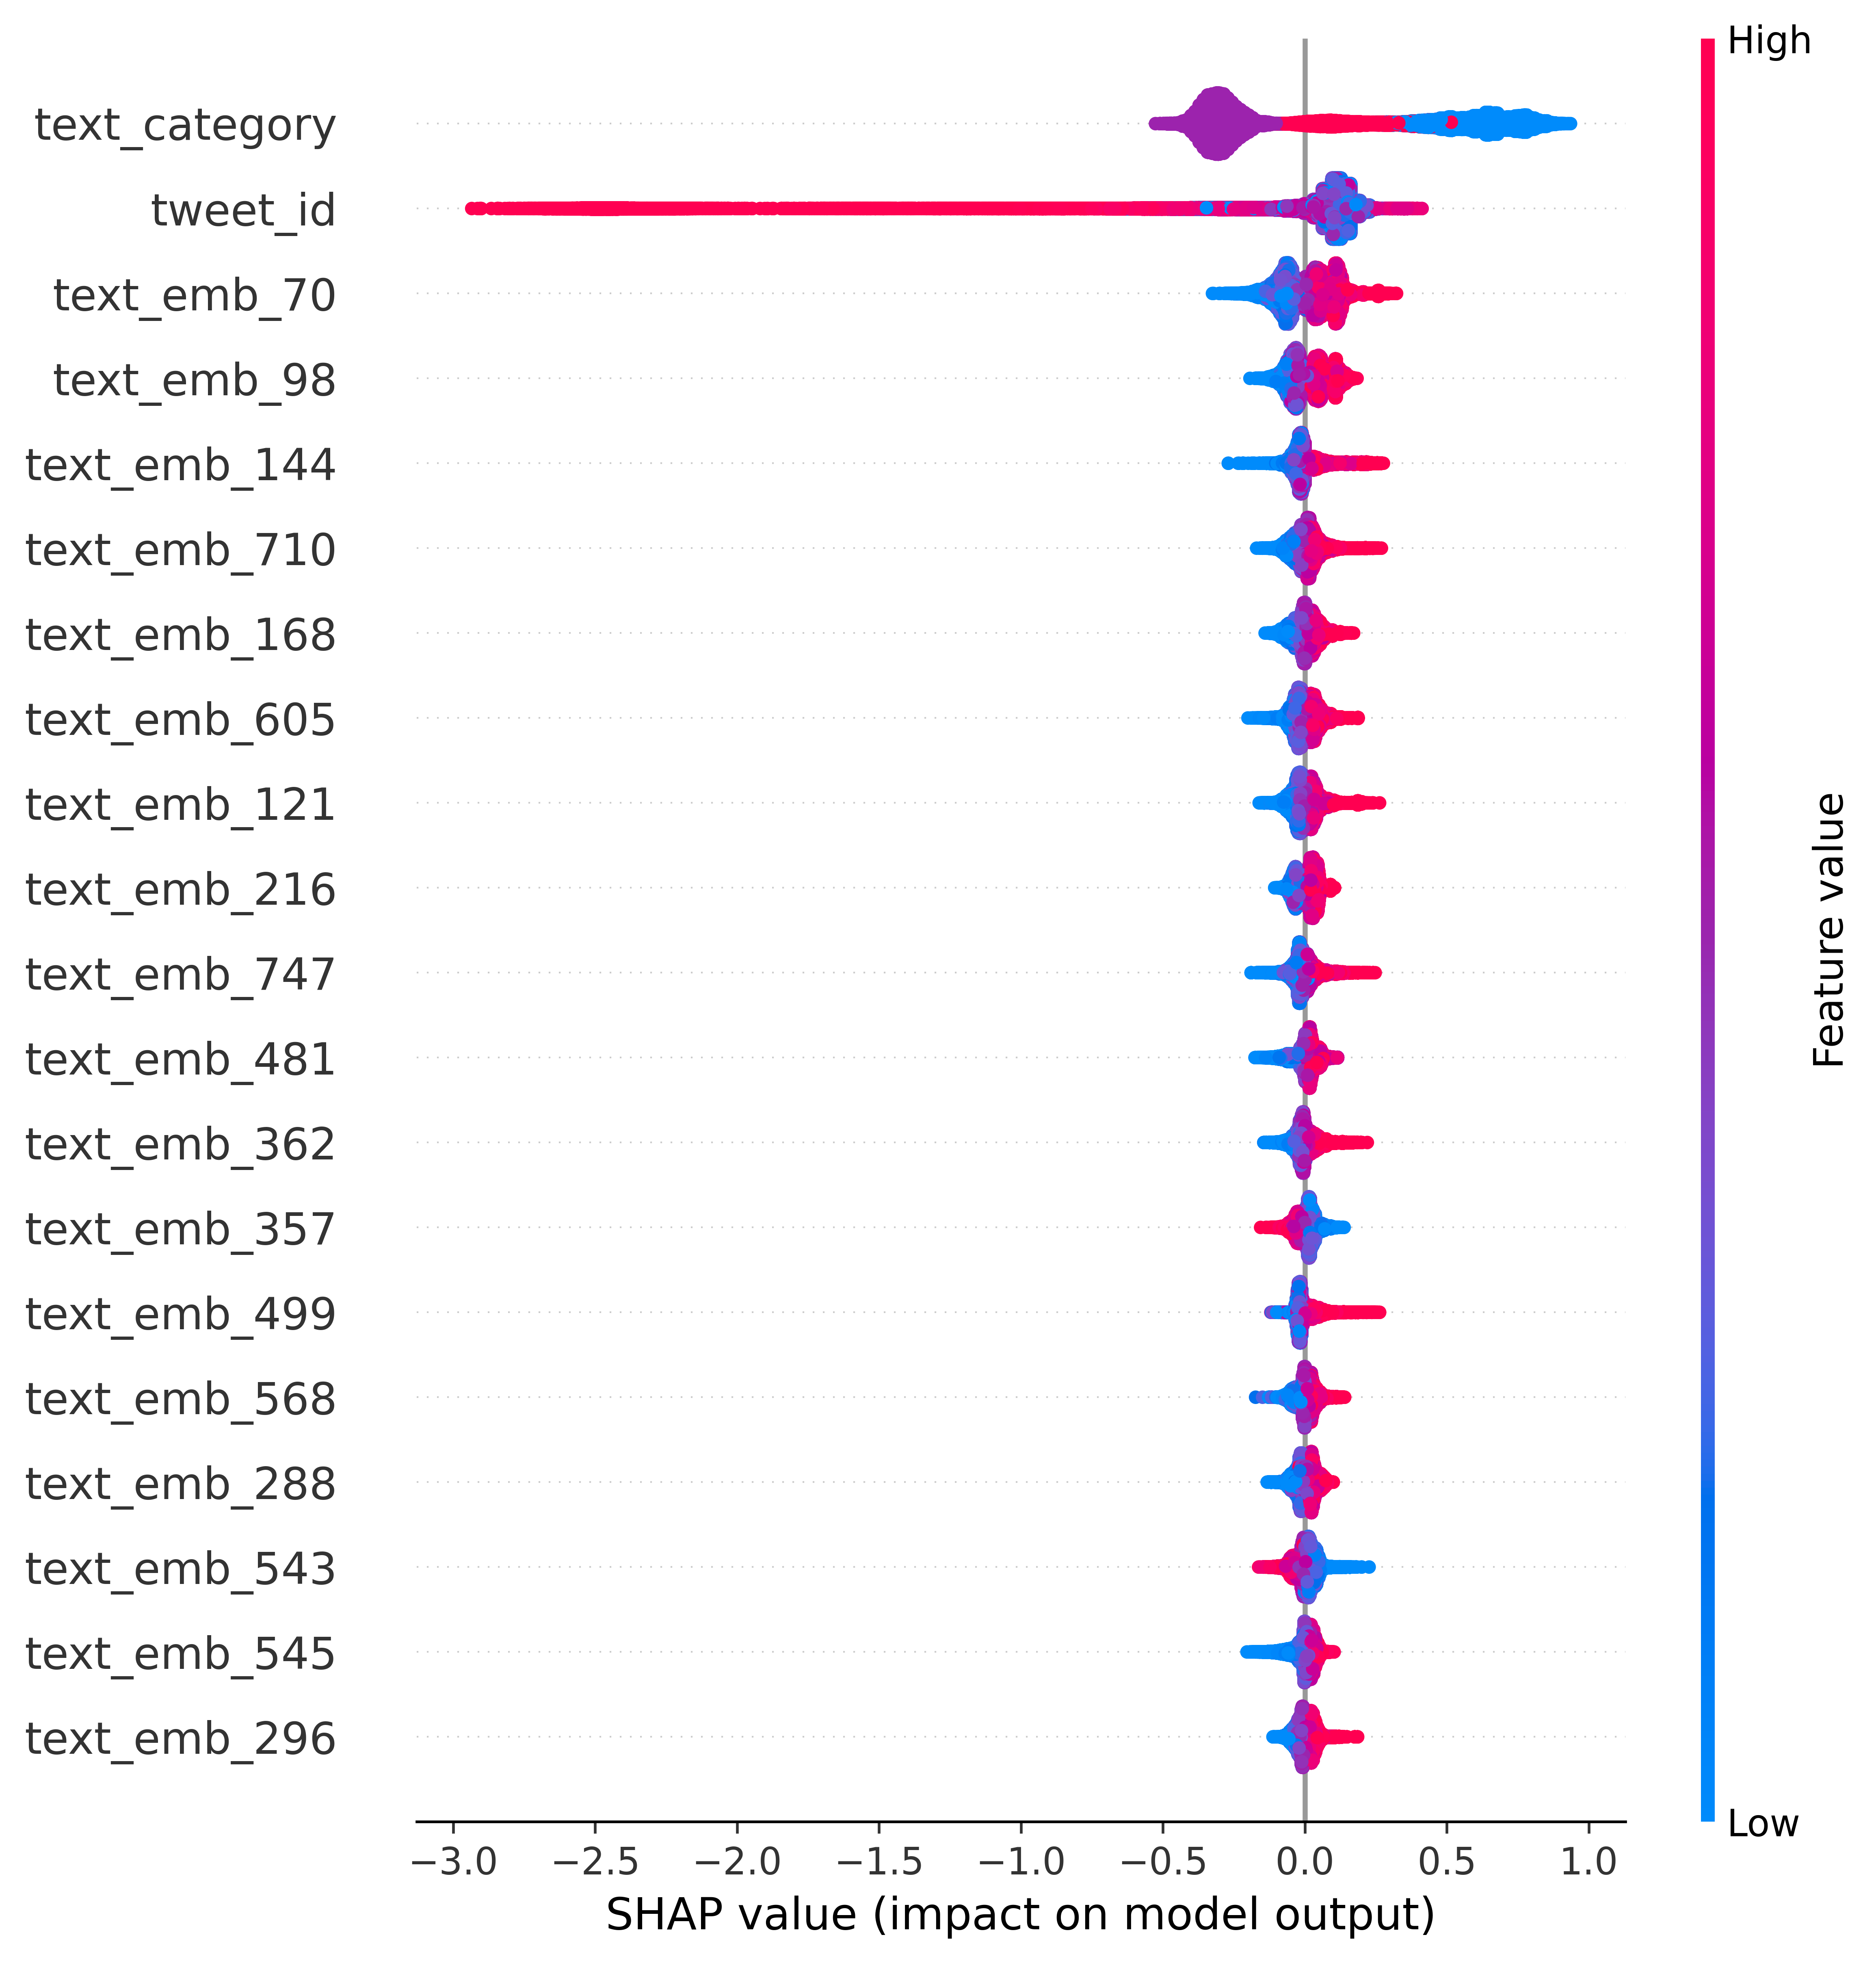 High
text_category
tweet_id
text_emb_70
text_emb_98
text_emb_144
text_emb_710
text_emb_168
text_emb_605
text_emb_121
text_emb_216
text_emb_747
text_emb_481
text_emb_362
text_emb_357
text_emb_499
text_emb_568
text_emb_288
text_emb_543
text_emb_545
text_emb_296
Feature value
Low
−3.0 −2.5 −2.0 −1.5 −1.0 −0.5 0.0 0.5 1.0
SHAP value (impact on model output)